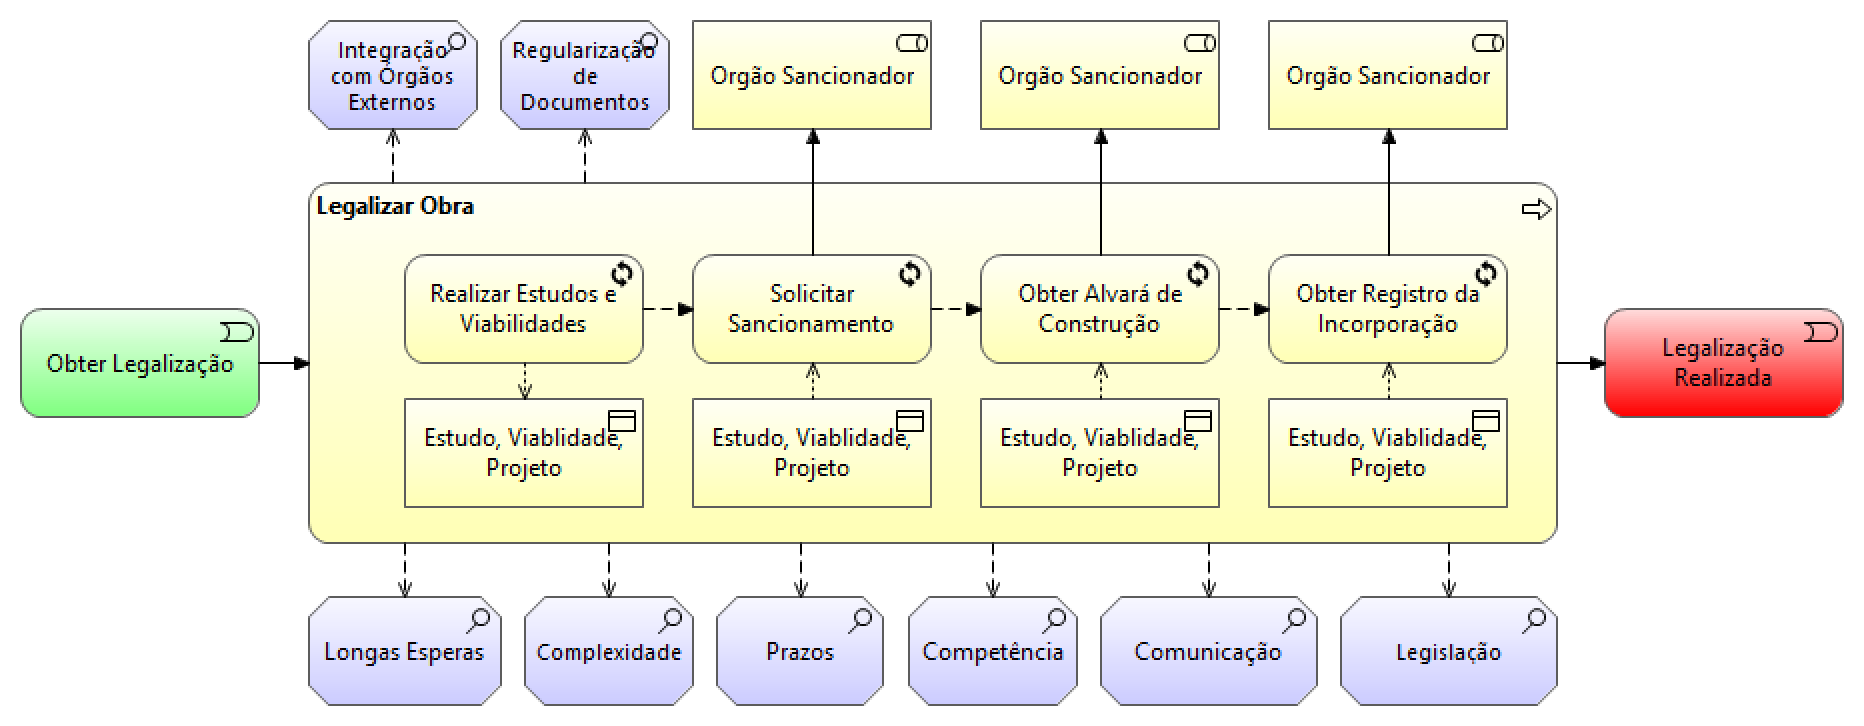 Integração
com Órgãos
Externos
Regularização
de
Documentos
Orgão Sancionador
Orgão Sancionador
Orgão Sancionador
Legalizar Obra
Obter Legalização
Realizar Estudos e
Viabilidades
Solicitar
Sancionamento
Obter Alvará de
Construção
Obter Registro da
Incorporação
Legalização
Realizada
Estudo, Viablidade,
Projeto
Estudo, Viablidade,
Projeto
Estudo, Viablidade,
Projeto
Estudo, Viablidade,
Projeto
Longas Esperas
Complexidade
Prazos
Competência
Comunicação
Legislação